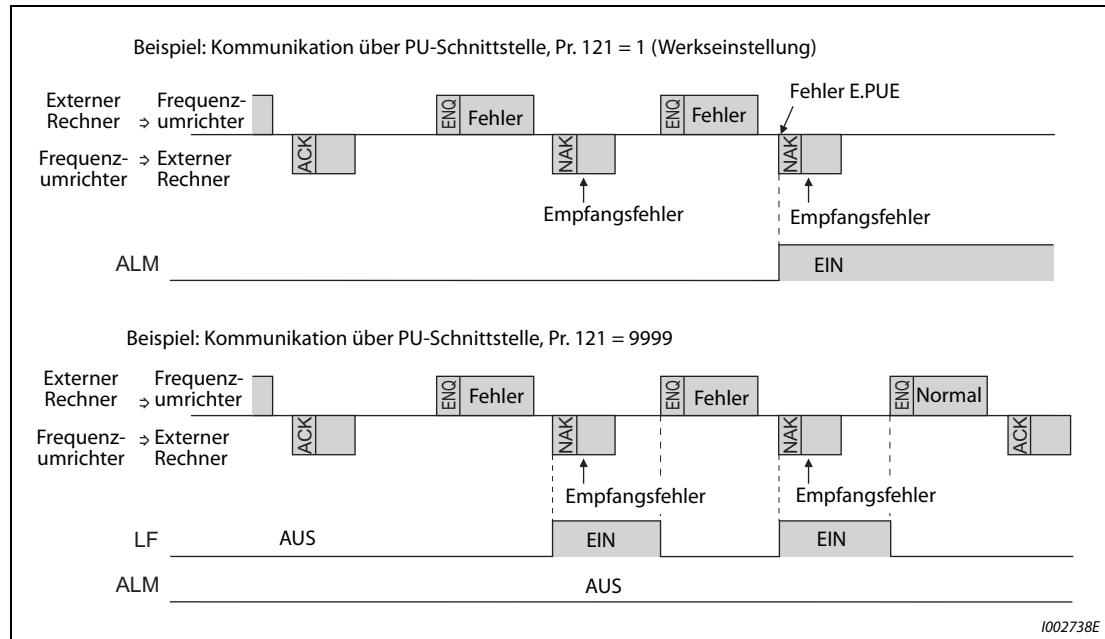 Beispiel: Kommunikation über PU-Schnittstelle, Pr. 121 = 1 (Werkseinstellung)
Externer Rechner ⇒ Frequenz-umrichter
ENQ Fehler
ENQ Fehler
Fehler E.PUE
Frequenz-umrichter ⇒ Externer Rechner
ACK
NAK
NAK
Empfangsfehler
Empfangsfehler
ALM
EIN
Beispiel: Kommunikation über PU-Schnittstelle, Pr. 121 = 9999
Externer Rechner ⇒ Frequenz-umrichter
ENQ Fehler
ENQ Fehler
ENQ Normal
Frequenz-umrichter ⇒ Externer Rechner
ACK
NAK
NAK
ACK
Empfangsfehler
Empfangsfehler
LF
AUS
EIN
EIN
ALM
AUS
I002738E